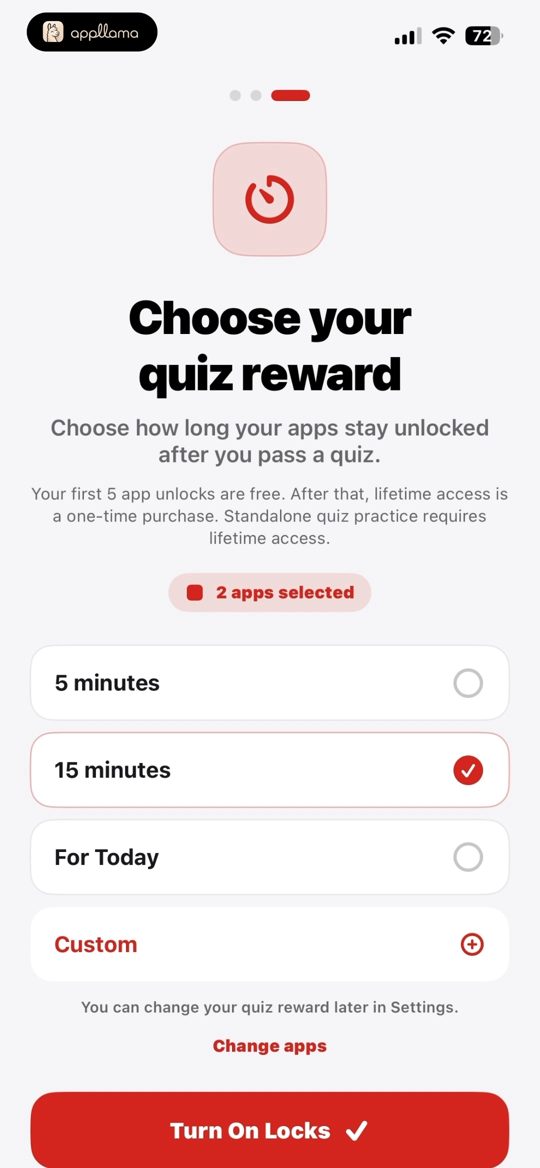 appllama
72
Choose your
quiz reward
Choose how long your apps stay unlocked
after you pass a quiz.
Your first 5 app unlocks are free. After that, lifetime access is
a one-time purchase. Standalone quiz practice requires
lifetime access.
2 apps selected
5 minutes
15 minutes
For Today
Custom
You can change your quiz reward later in Settings.
Change apps
Turn On Locks